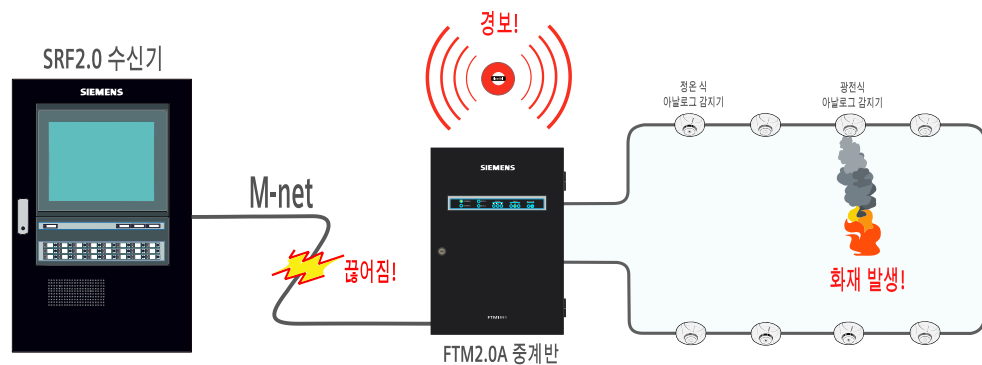 경보!
SRF2.0 수신기
SIEMENS
M-net
끊어짐!
SIEMENS
FTM2.0A 중계반
정온 식
아날로그 감지기
광전식
아날로그 감지기
화재 발생!